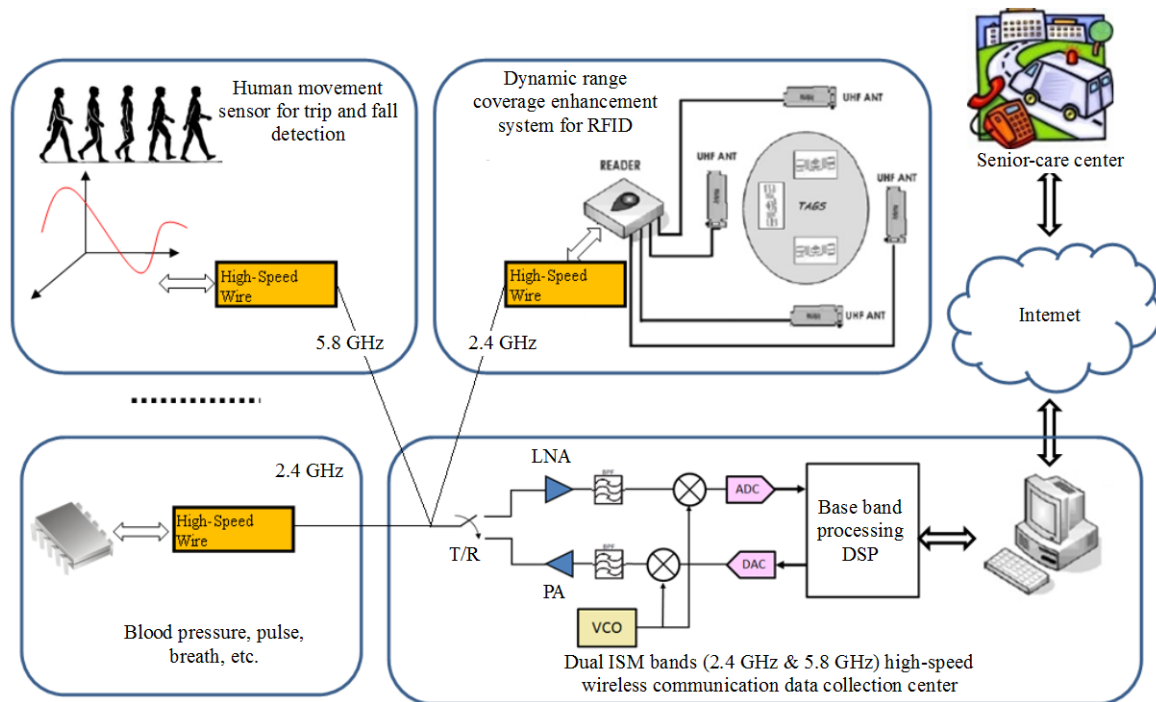 Human movement
sensor for trip and fall
detection
High-Speed
Wire
5.8 GHz
Dynamic range
coverage enhancement
system for RFID
READER
UHF ANT
UHF ANT
UHF ANT
TAGS
UHF ANT
High-Speed
Wire
2.4 GHz
Senior-care center
Internet
2.4 GHz
High-Speed
Wire
Blood pressure, pulse,
breath, etc.
T/R
LNA
BPF
ADC
PA
BPF
DAC
VCO
Base band
processing
DSP
Dual ISM bands (2.4 GHz & 5.8 GHz) high-speed
wireless communication data collection center